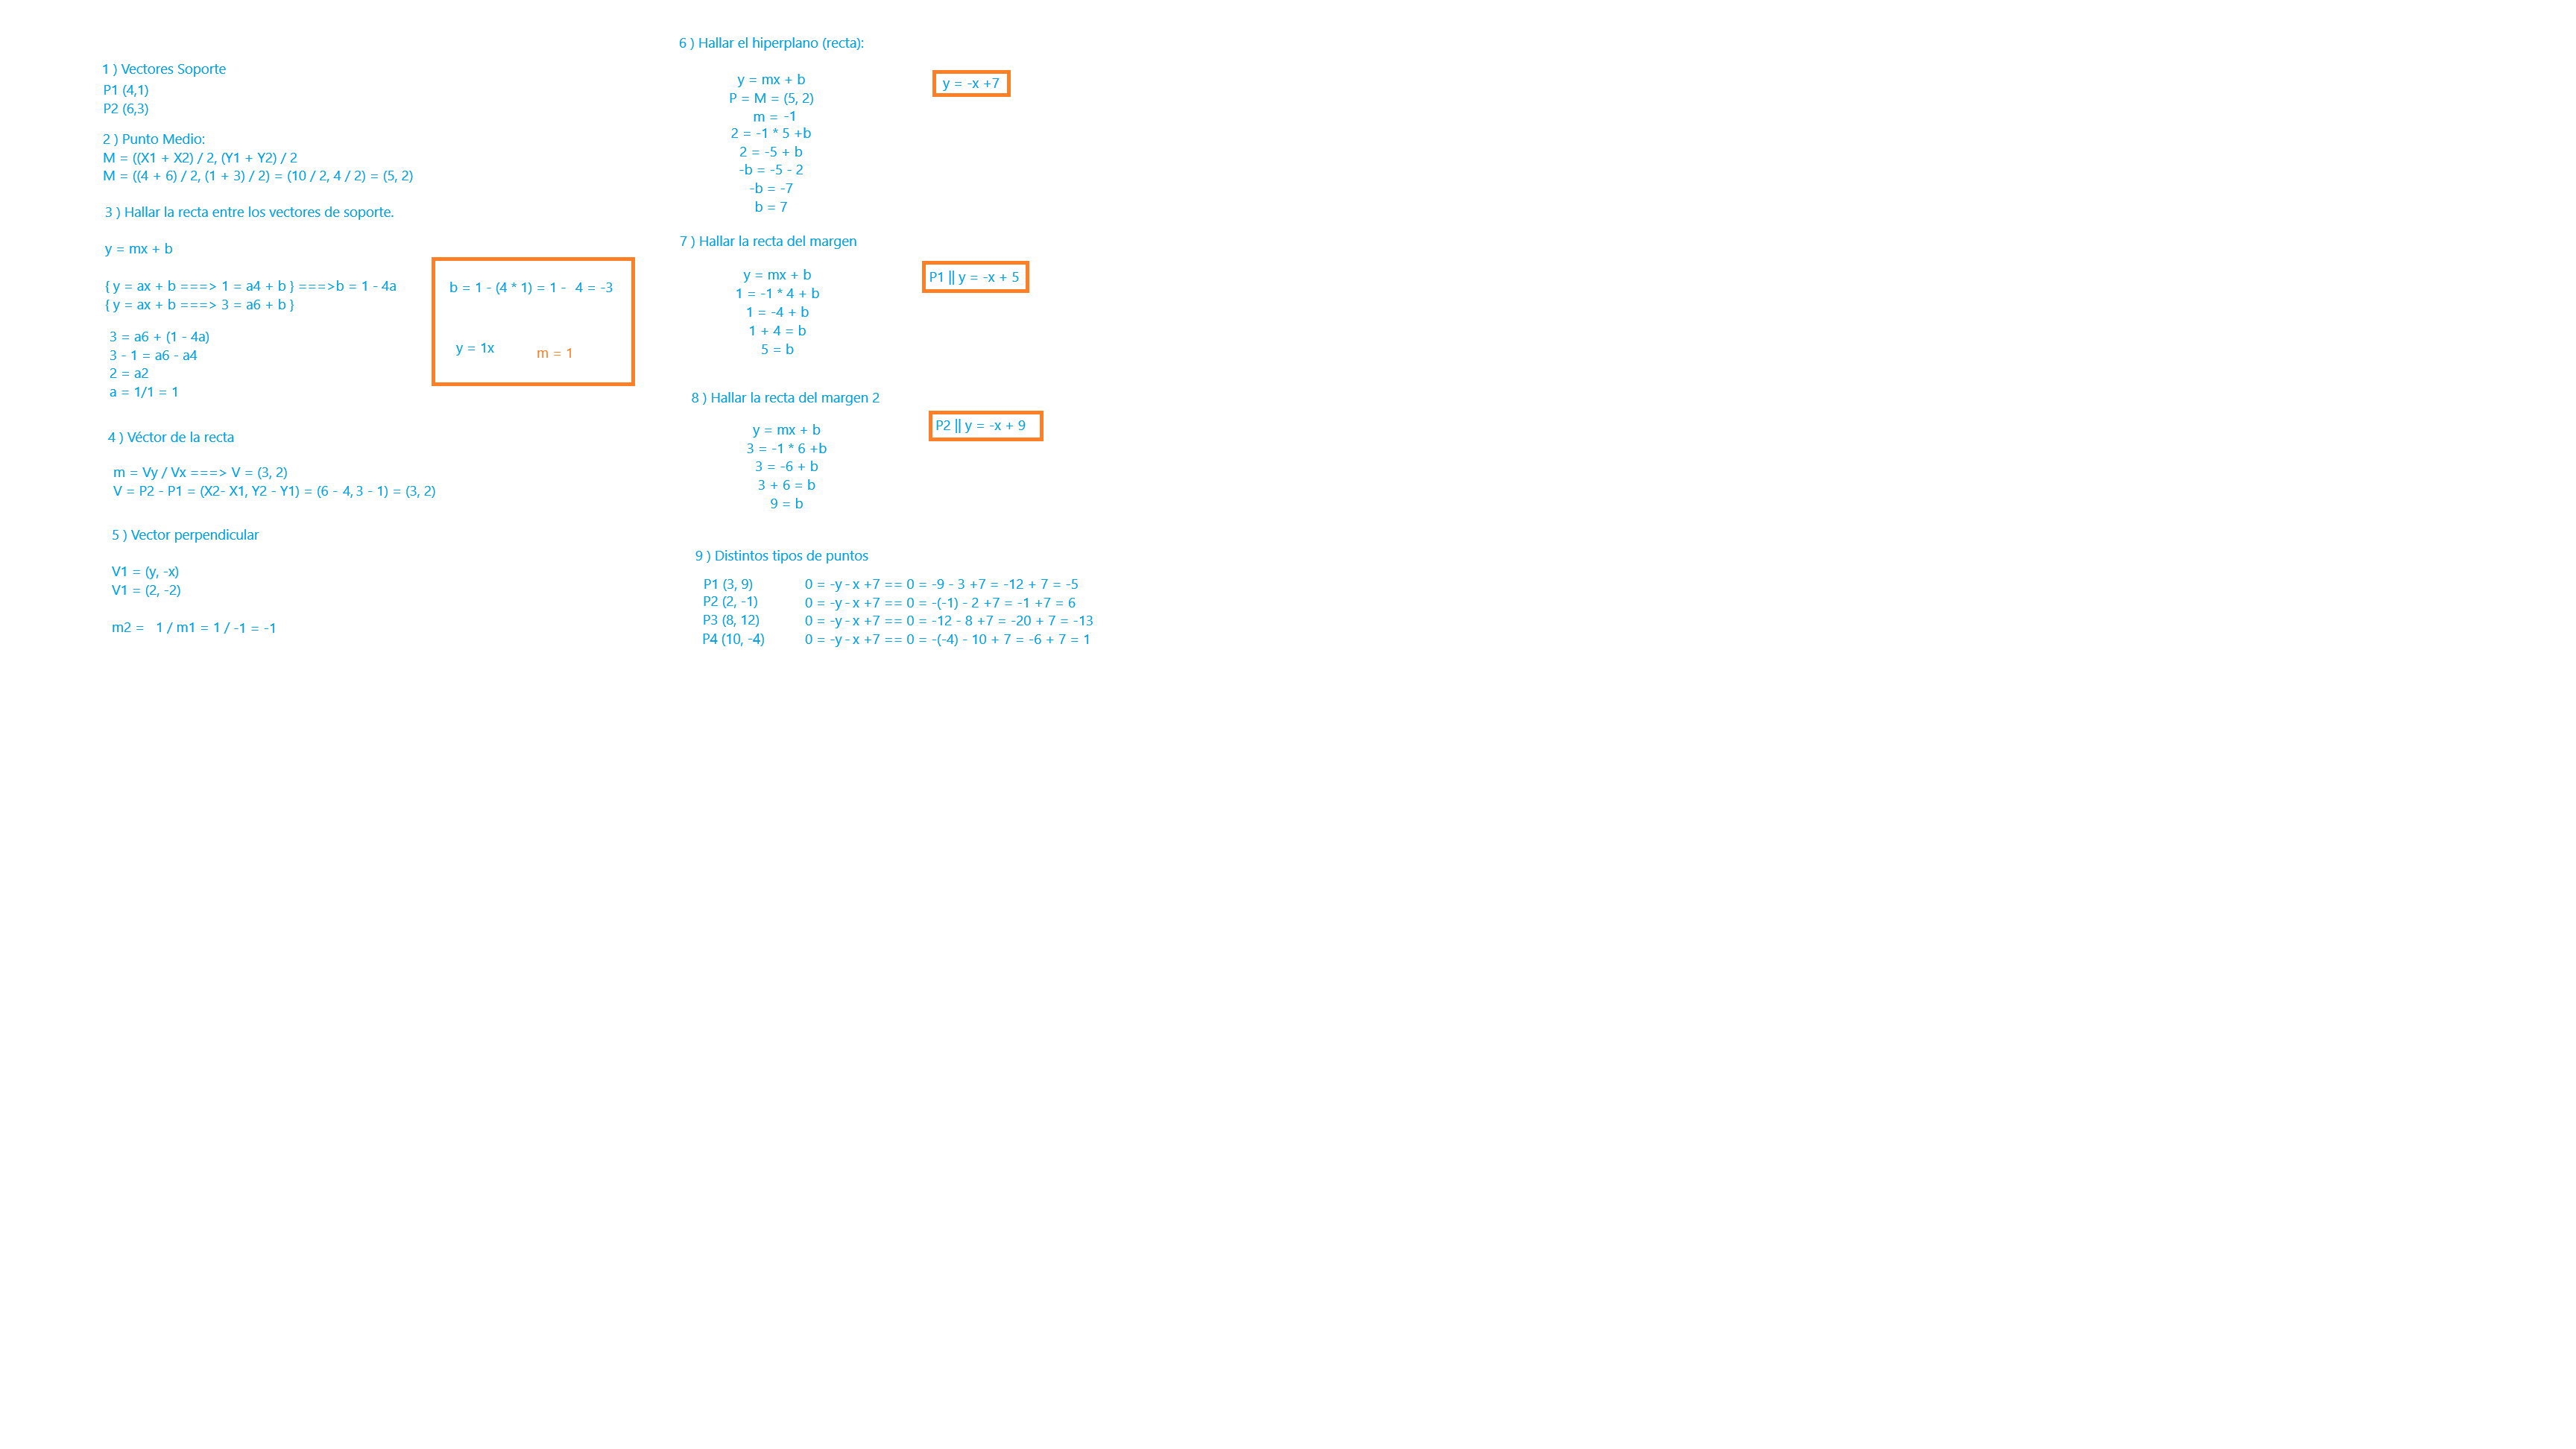 1 ) Vectores Soporte
P1 (4,1)
P2 (6,3)
2 ) Punto Medio:
M = ((X1 + X2) / 2, (Y1 + Y2) / 2
M = ((4 + 6) / 2, (1 + 3) / 2) = (10 / 2, 4 / 2) = (5, 2)
3 ) Hallar la recta entre los vectores de soporte.
y = mx + b
{ y = ax + b ===> 1 = a4 + b } ===>b = 1 - 4a
{ y = ax + b ===> 3 = a6 + b }
3 = a6 + (1 - 4a)
3 - 1 = a6 - a4
2 = a2
a = 1/1 = 1
b = 1 - (4 * 1) = 1 - 4 = -3
y = 1x
m = 1
4 ) Véctor de la recta
m = Vy / Vx ===> V = (3, 2)
V = P2 - P1 = (X2- X1, Y2 - Y1) = (6 - 4, 3 - 1) = (3, 2)
5 ) Vector perpendicular
V1 = (y, -x)
V1 = (2, -2)
m2 = 1 / m1 = 1 / -1 = -1
6 ) Hallar el hiperplano (recta):
y = mx + b
P = M = (5, 2)
m = -1
2 = -1 * 5 +b
2 = -5 + b
-b = -5 - 2
-b = -7
b = 7
y = -x +7
7 ) Hallar la recta del margen
y = mx + b
1 = -1 * 4 + b
1 = -4 + b
1 + 4 = b
5 = b
P1 || y = -x + 5
8 ) Hallar la recta del margen 2
y = mx + b
3 = -1 * 6 +b
3 = -6 + b
3 + 6 = b
9 = b
P2 || y = -x + 9
9 ) Distintos tipos de puntos
P1 (3, 9) 0 = -y - x +7 == 0 = -9 - 3 +7 = -12 + 7 = -5
P2 (2, -1) 0 = -y - x +7 == 0 = -(-1) - 2 +7 = -1 +7 = 6
P3 (8, 12) 0 = -y - x +7 == 0 = -12 - 8 +7 = -20 + 7 = -13
P4 (10, -4) 0 = -y - x +7 == 0 = -(-4) - 10 + 7 = -6 + 7 = 1